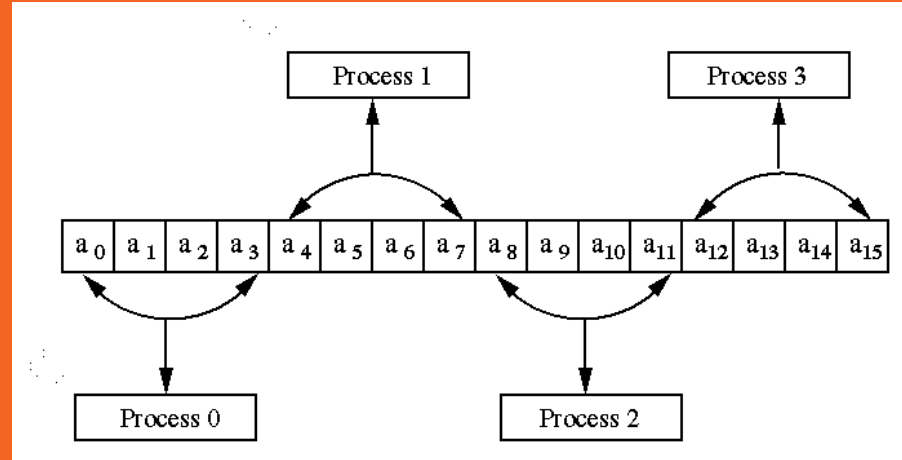 Process 1 Process 3
a0 a1 a2 a3 a4 a5 a6 a7 a8 a9 a10 a11 a12 a13 a14 a15
Process 0 Process 2